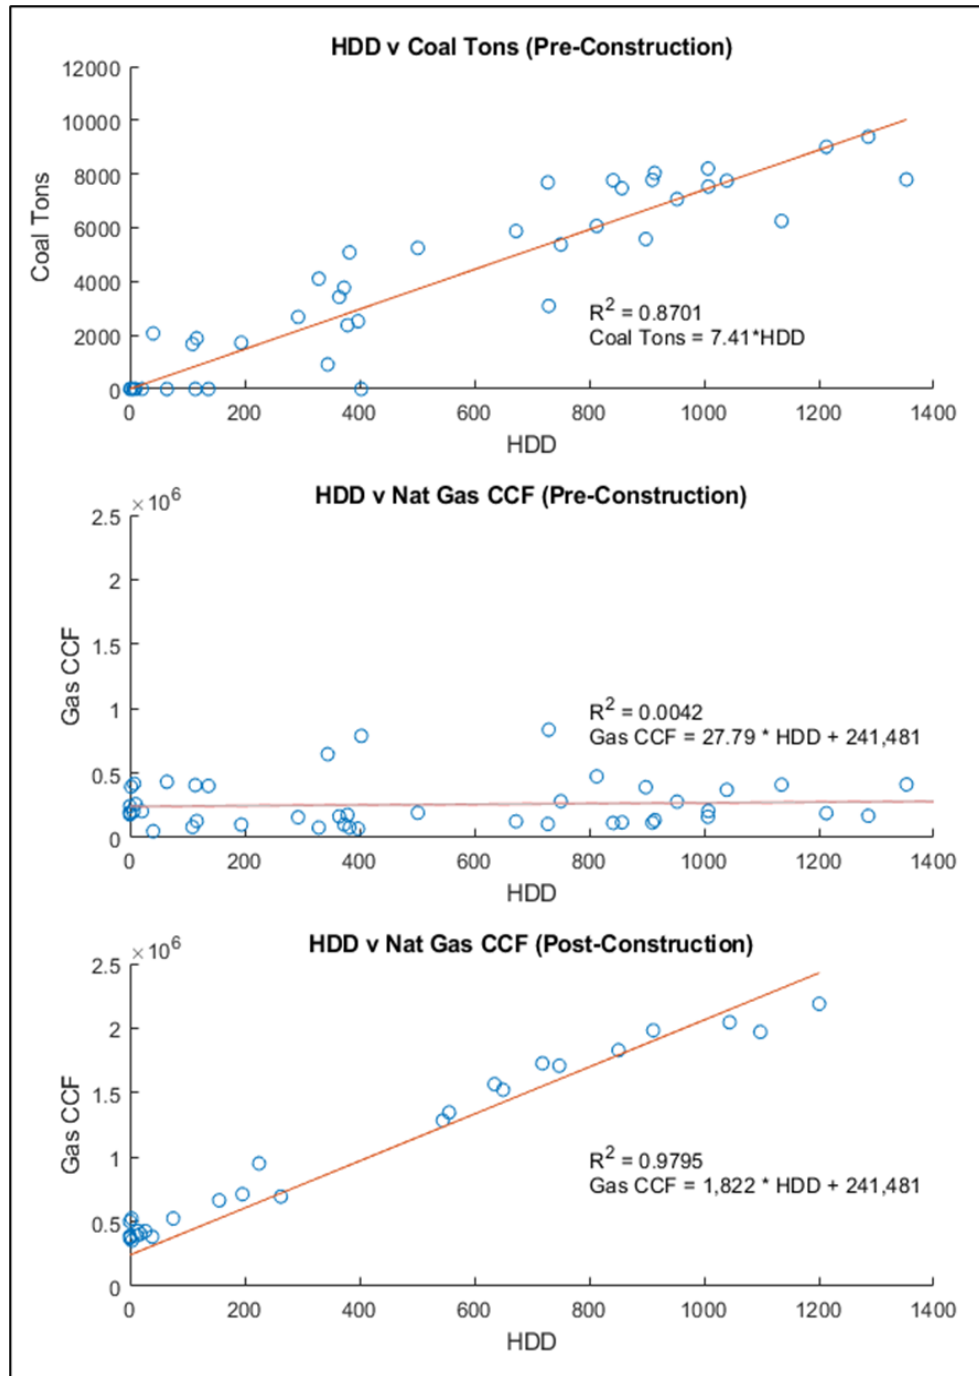 HDD v Coal Tons (Pre-Construction)
12000
10000
8000
6000
4000
2000
0
Coal Tons
R² = 0.8701
Coal Tons = 7.41*HDD
0 200 400 600 800 1000 1200 1400
HDD
HDD v Nat Gas CCF (Pre-Construction)
×10⁶
2.5
2
1.5
1
0.5
0
Gas CCF
R² = 0.0042
Gas CCF = 27.79 * HDD + 241,481
0 200 400 600 800 1000 1200 1400
HDD
HDD v Nat Gas CCF (Post-Construction)
×10⁶
2.5
2
1.5
1
0.5
0
Gas CCF
R² = 0.9795
Gas CCF = 1,822 * HDD + 241,481
0 200 400 600 800 1000 1200 1400
HDD